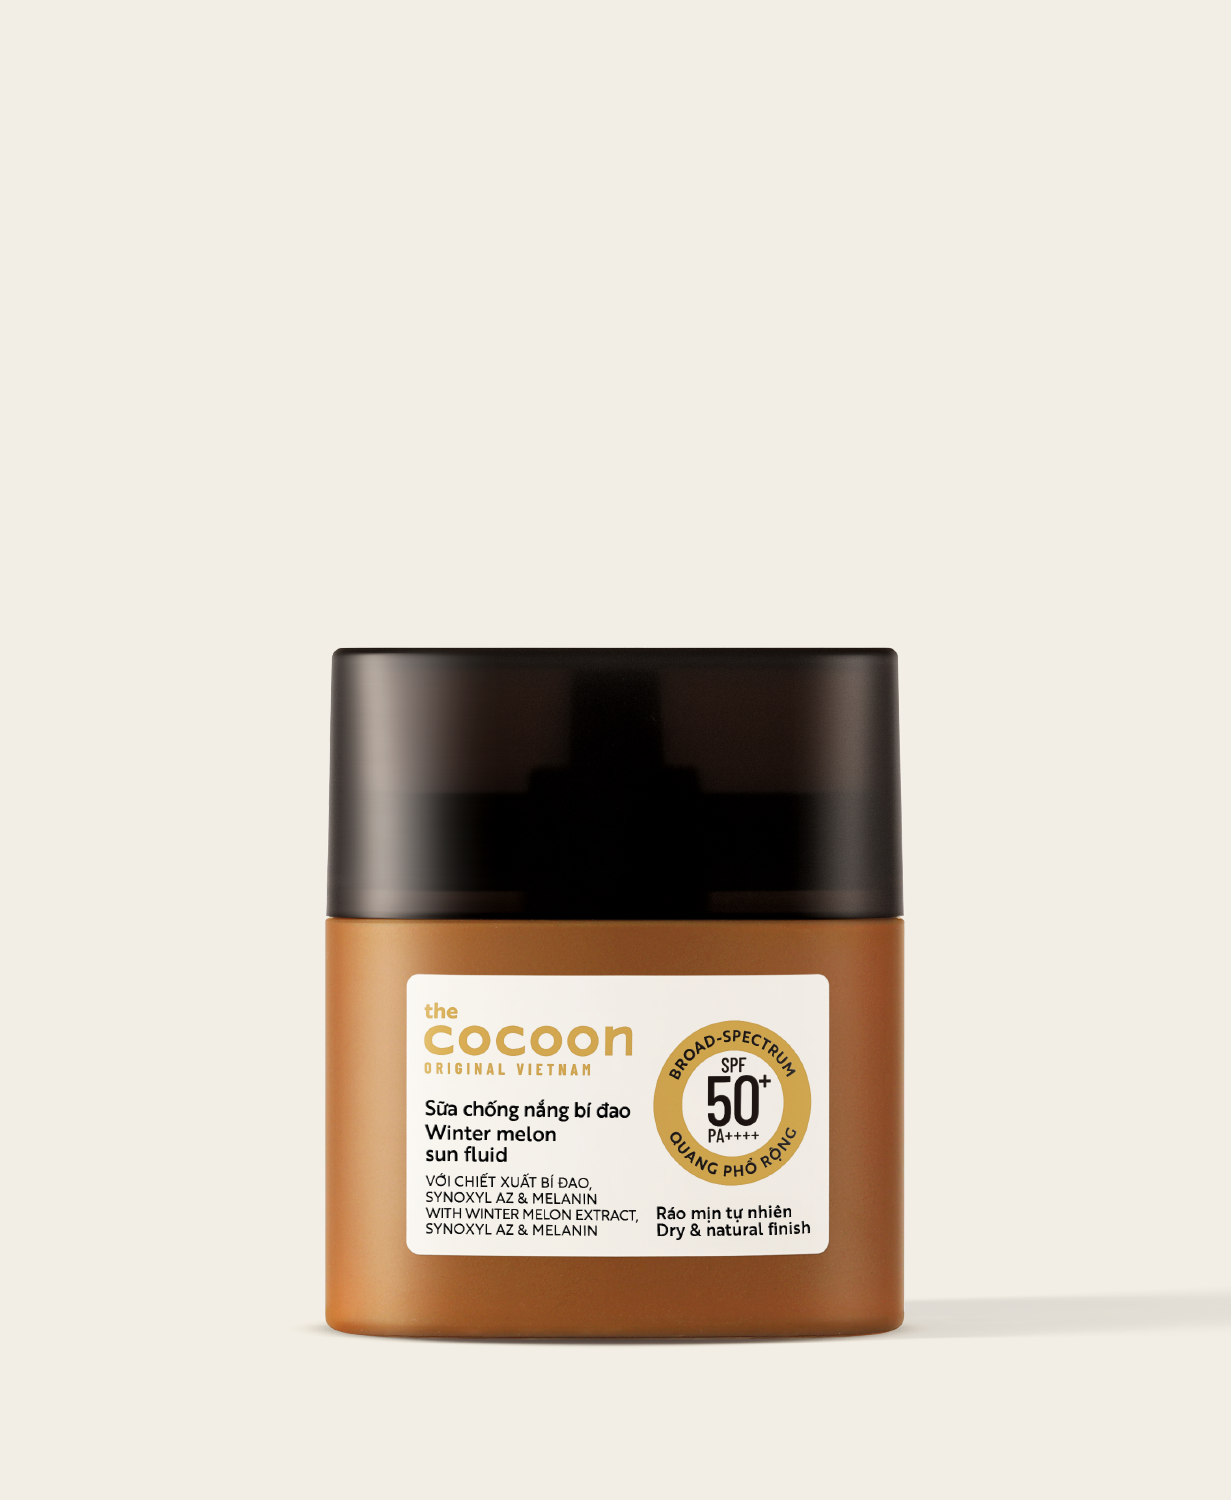 the
cocoon
ORIGINAL VIETNAM
Sữa chống nắng bí đao
Winter melon
sun fluid
VỚI CHIẾT XUẤT BÍ ĐAO,
SYNOXYL AZ & MELANIN
WITH WINTER MELON EXTRACT,
SYNOXYL AZ & MELANIN
BROAD-SPECTRUM
SPF
50+
PA++++
QUANG PHỔ RỘNG
Ráo mịn tự nhiên
Dry & natural finish